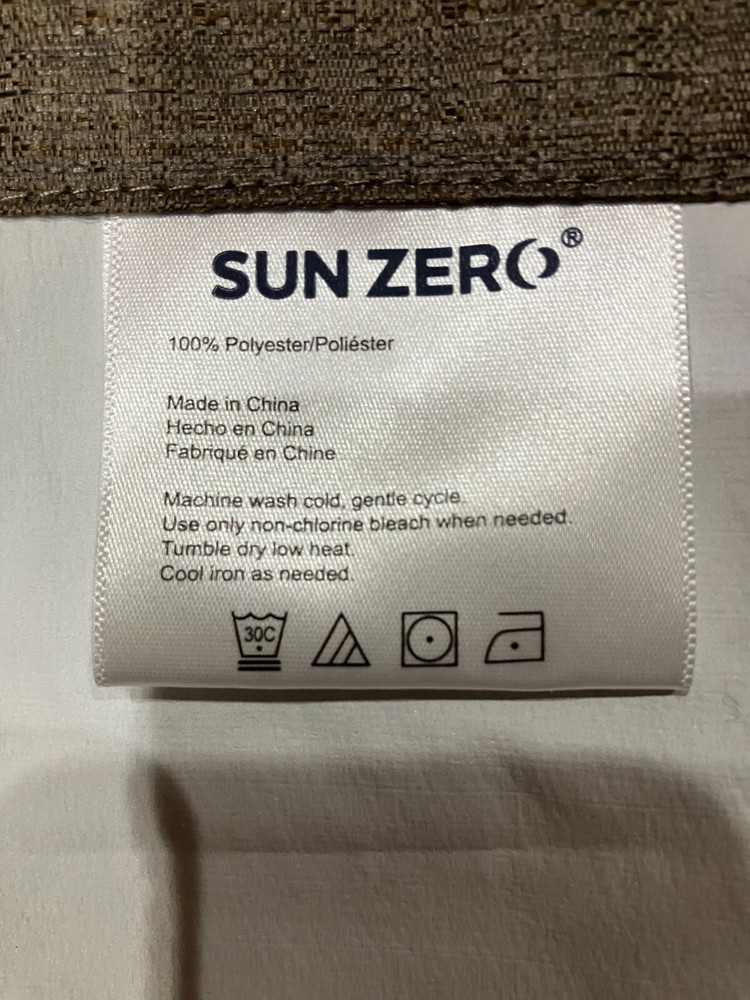 SUN ZERO®
100% Polyester/Poliéster
Made in China
Hecho en China
Fabriqué en Chine
Machine wash cold, gentle cycle.
Use only non-chlorine bleach when needed.
Tumble dry low heat.
Cool iron as needed.
30C